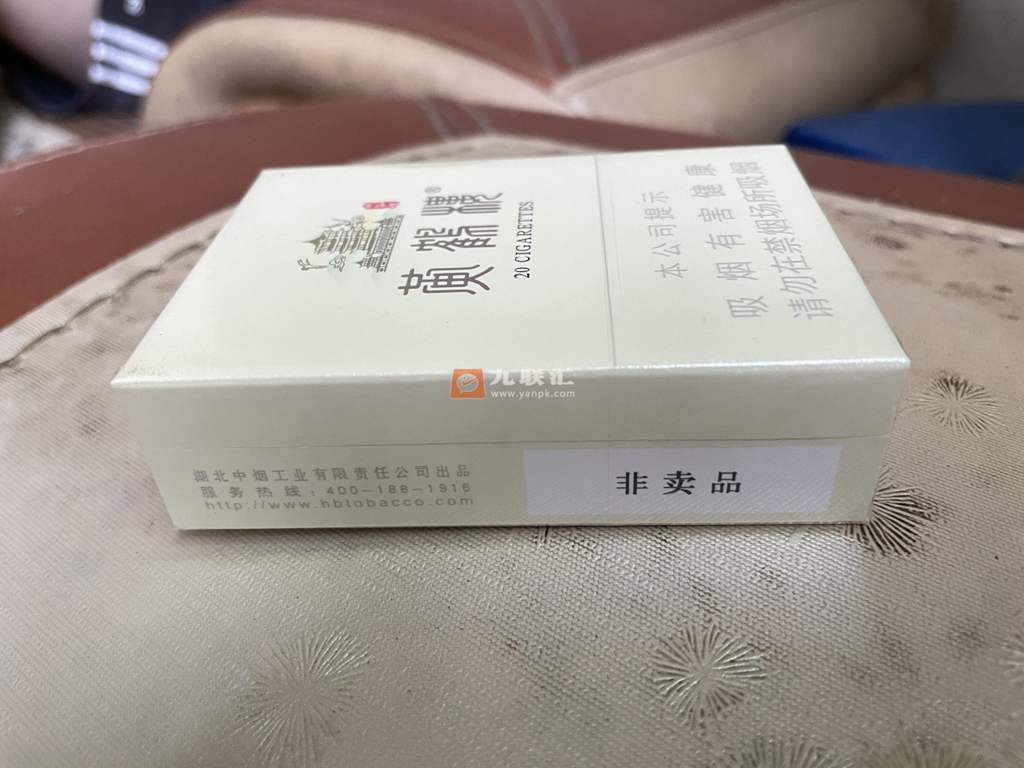 黄鹤楼®
20 CIGARETTES
本公司提示
吸烟有害健康
请勿在禁烟场所吸烟
九联汇
www.yanpk.com
湖北中烟工业有限责任公司出品
服务热线:400-186-1916
http://www.hbtobacco.com
非卖品